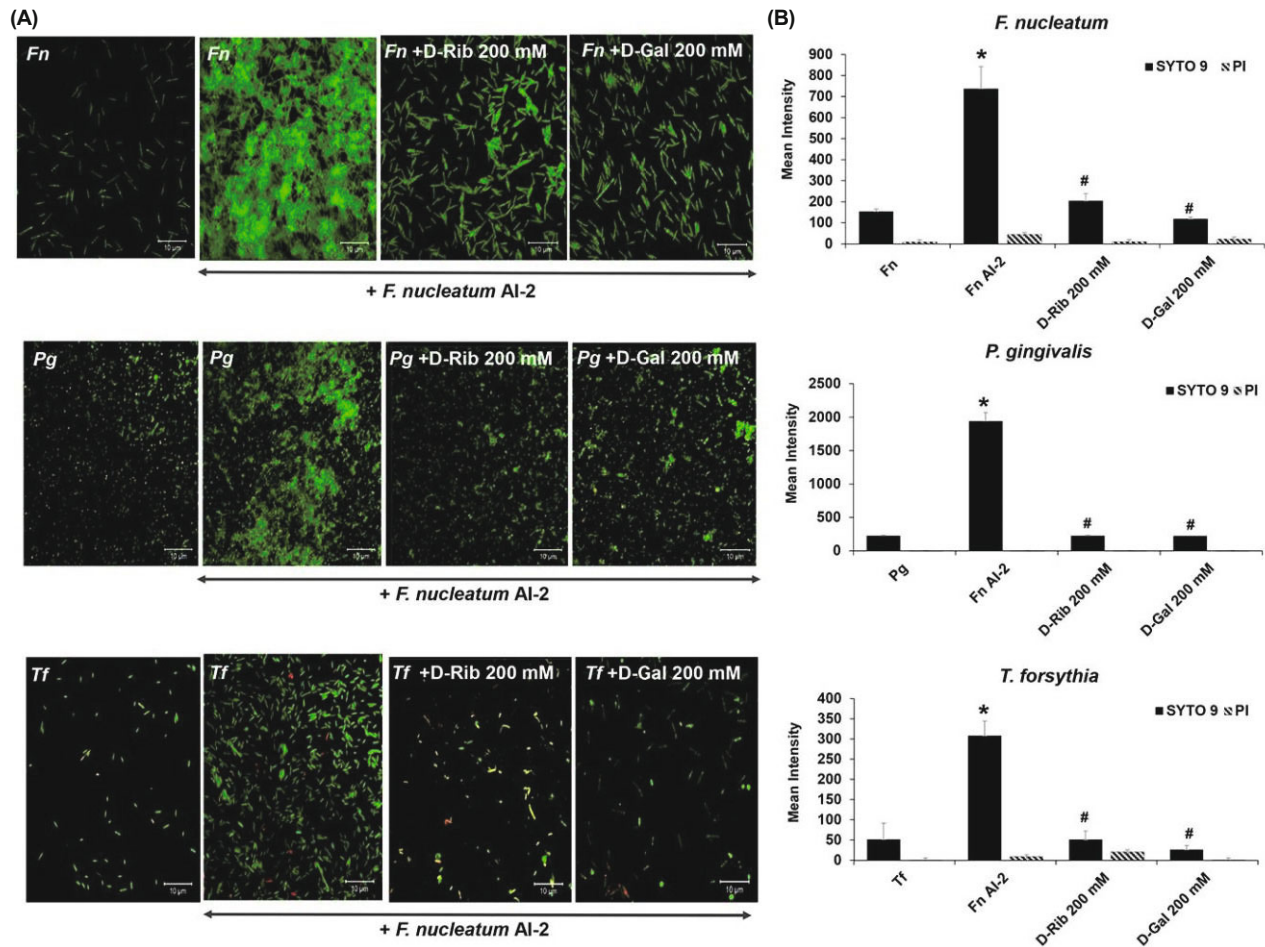 (A)
Fn
Fn
Fn +D-Rib 200 mM
Fn +D-Gal 200 mM
10 µm
10 µm
10 µm
10 µm
+ F. nucleatum AI-2
Pg
Pg
Pg +D-Rib 200 mM
Pg +D-Gal 200 mM
10 µm
10 µm
10 µm
10 µm
+ F. nucleatum AI-2
Tf
Tf
Tf +D-Rib 200 mM
Tf +D-Gal 200 mM
10 µm
10 µm
10 µm
10 µm
+ F. nucleatum AI-2
(B)
F. nucleatum
SYTO 9 PI
Mean Intensity
900
800
700
600
500
400
300
200
100
0
*
#
#
Fn
Fn AI-2
D-Rib 200 mM
D-Gal 200 mM
P. gingivalis
SYTO 9 PI
Mean Intensity
2500
2000
1500
1000
500
0
*
#
#
Pg
Fn AI-2
D-Rib 200 mM
D-Gal 200 mM
T. forsythia
SYTO 9 PI
Mean Intensity
400
350
300
250
200
150
100
50
0
*
#
#
Tf
Fn AI-2
D-Rib 200 mM
D-Gal 200 mM